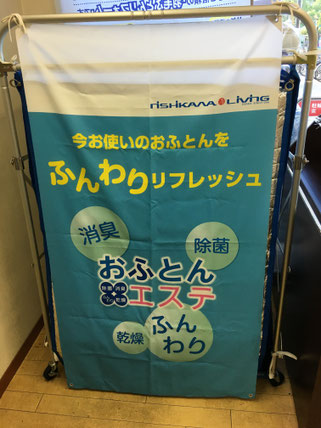 nishikawa Living
今お使いのおふとんを
ふんわりリフレッシュ
消臭
除菌
おふとん
エステ
乾燥
ふん
わり